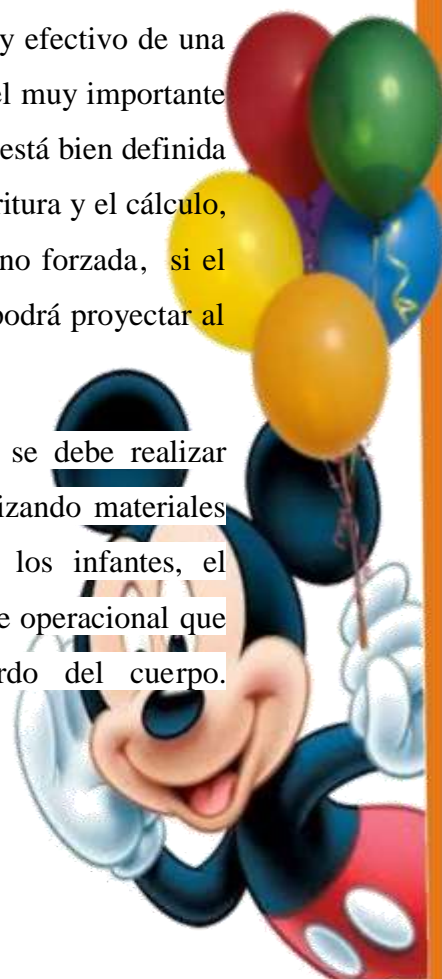 y efectivo de una
el muy importante
está bien definida
ritura y el cálculo,
no forzada, si el
podrá proyectar al
se debe realizar
izando materiales
los infantes, el
e operacional que
rdo del cuerpo.